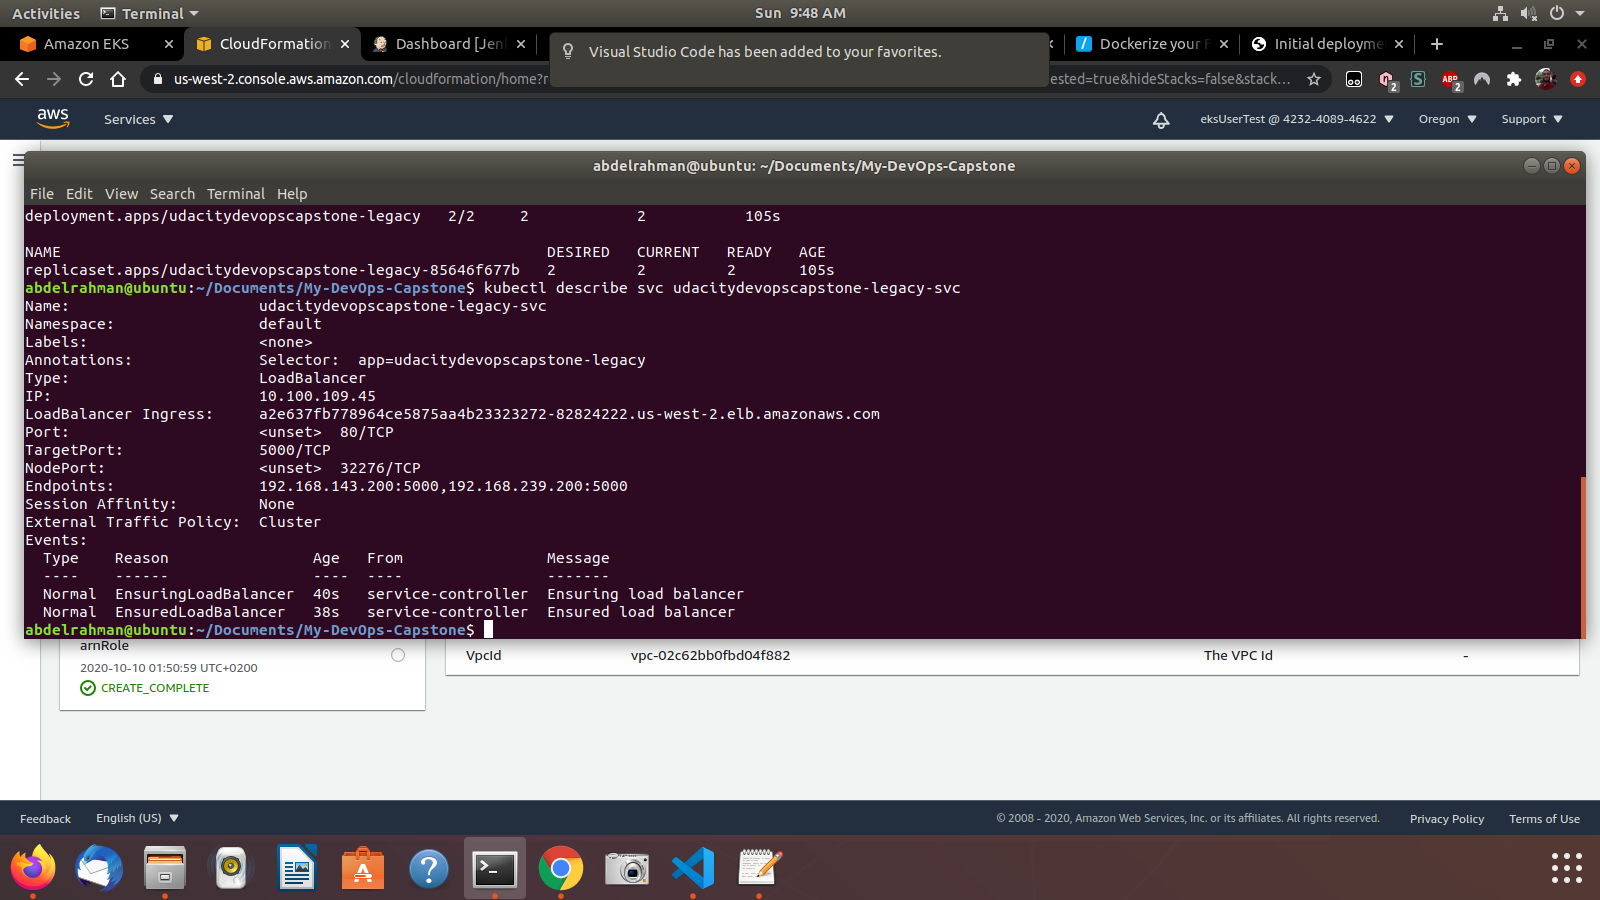 Activities Terminal Sun 9:48 AM
Amazon EKS CloudFormation Dashboard [Jen Dockerize your F Initial deployme
Visual Studio Code has been added to your favorites.
us-west-2.console.aws.amazon.com/cloudformation/home?r ested=true&hideStacks=false&stack... 2 ABP 2
aws Services eksUserTest @ 4232-4089-4622 Oregon Support
abdelrahman@ubuntu: ~/Documents/My-DevOps-Capstone
File Edit View Search Terminal Help
deployment.apps/udacitydevopscapstone-legacy 2/2 2 2 105s
NAME DESIRED CURRENT READY AGE
replicaset.apps/udacitydevopscapstone-legacy-85646f677b 2 2 2 105s
abdelrahman@ubuntu:~/Documents/My-DevOps-Capstone$ kubectl describe svc udacitydevopscapstone-legacy-svc
Name: udacitydevopscapstone-legacy-svc
Namespace: default
Labels: <none>
Annotations: Selector: app=udacitydevopscapstone-legacy
Type: LoadBalancer
IP: 10.100.109.45
LoadBalancer Ingress: a2e637fb778964ce5875aa4b23323272-82824222.us-west-2.elb.amazonaws.com
Port: <unset> 80/TCP
TargetPort: 5000/TCP
NodePort: <unset> 32276/TCP
Endpoints: 192.168.143.200:5000,192.168.239.200:5000
Session Affinity: None
External Traffic Policy: Cluster
Events:
Type Reason Age From Message
---- ------ ---- ---- -------
Normal EnsuringLoadBalancer 40s service-controller Ensuring load balancer
Normal EnsuredLoadBalancer 38s service-controller Ensured load balancer
abdelrahman@ubuntu:~/Documents/My-DevOps-Capstone$
arnRole
2020-10-10 01:50:59 UTC+0200
CREATE_COMPLETE
VpcId vpc-02c62bb0fbd04f882 The VPC Id -
Feedback English (US) © 2008 - 2020, Amazon Web Services, Inc. or its affiliates. All rights reserved. Privacy Policy Terms of Use